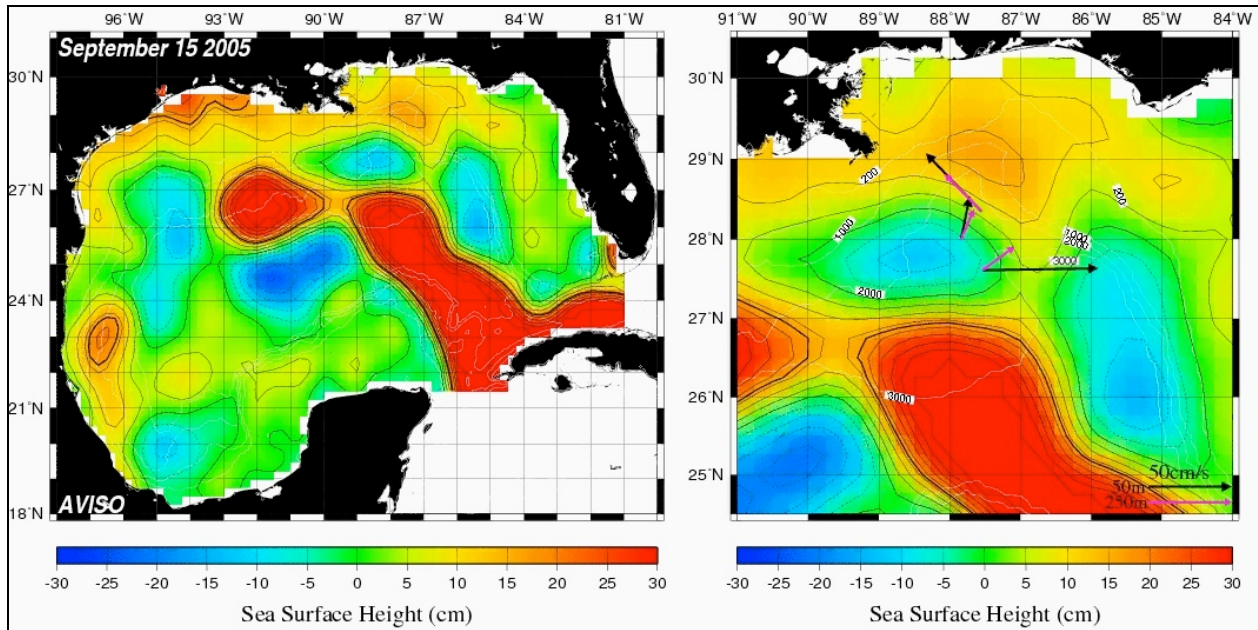 96°W 93°W 90°W 87°W 84°W 81°W
September 15 2005
30°N
27°N
24°N
21°N
18°N
AVISO
-30 -25 -20 -15 -10 -5 0 5 10 15 20 25 30
Sea Surface Height (cm)
91°W 90°W 89°W 88°W 87°W 86°W 85°W 84°W
30°N
29°N
28°N
27°N
26°N
25°N
200
200
1000
1000
2000
3000
2000
3000
50cm/s
50m
250m
-30 -25 -20 -15 -10 -5 0 5 10 15 20 25 30
Sea Surface Height (cm)